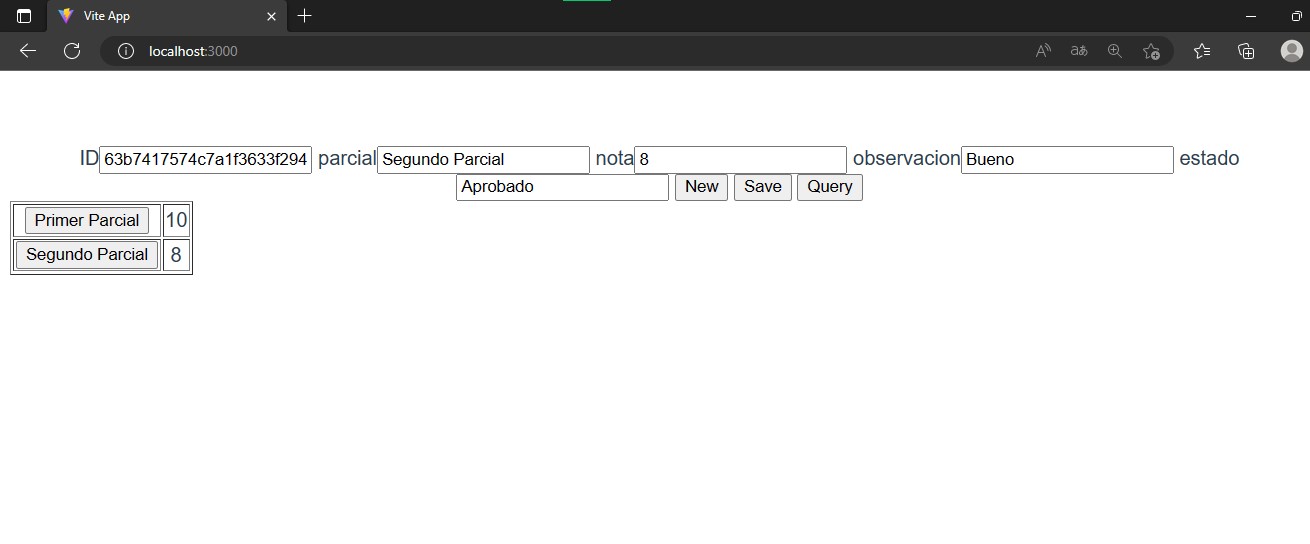 Vite App
localhost:3000
ID 63b7417574c7a1f3633f294 parcial Segundo Parcial nota 8 observacion Bueno estado
Aprobado New Save Query
Primer Parcial 10
Segundo Parcial 8